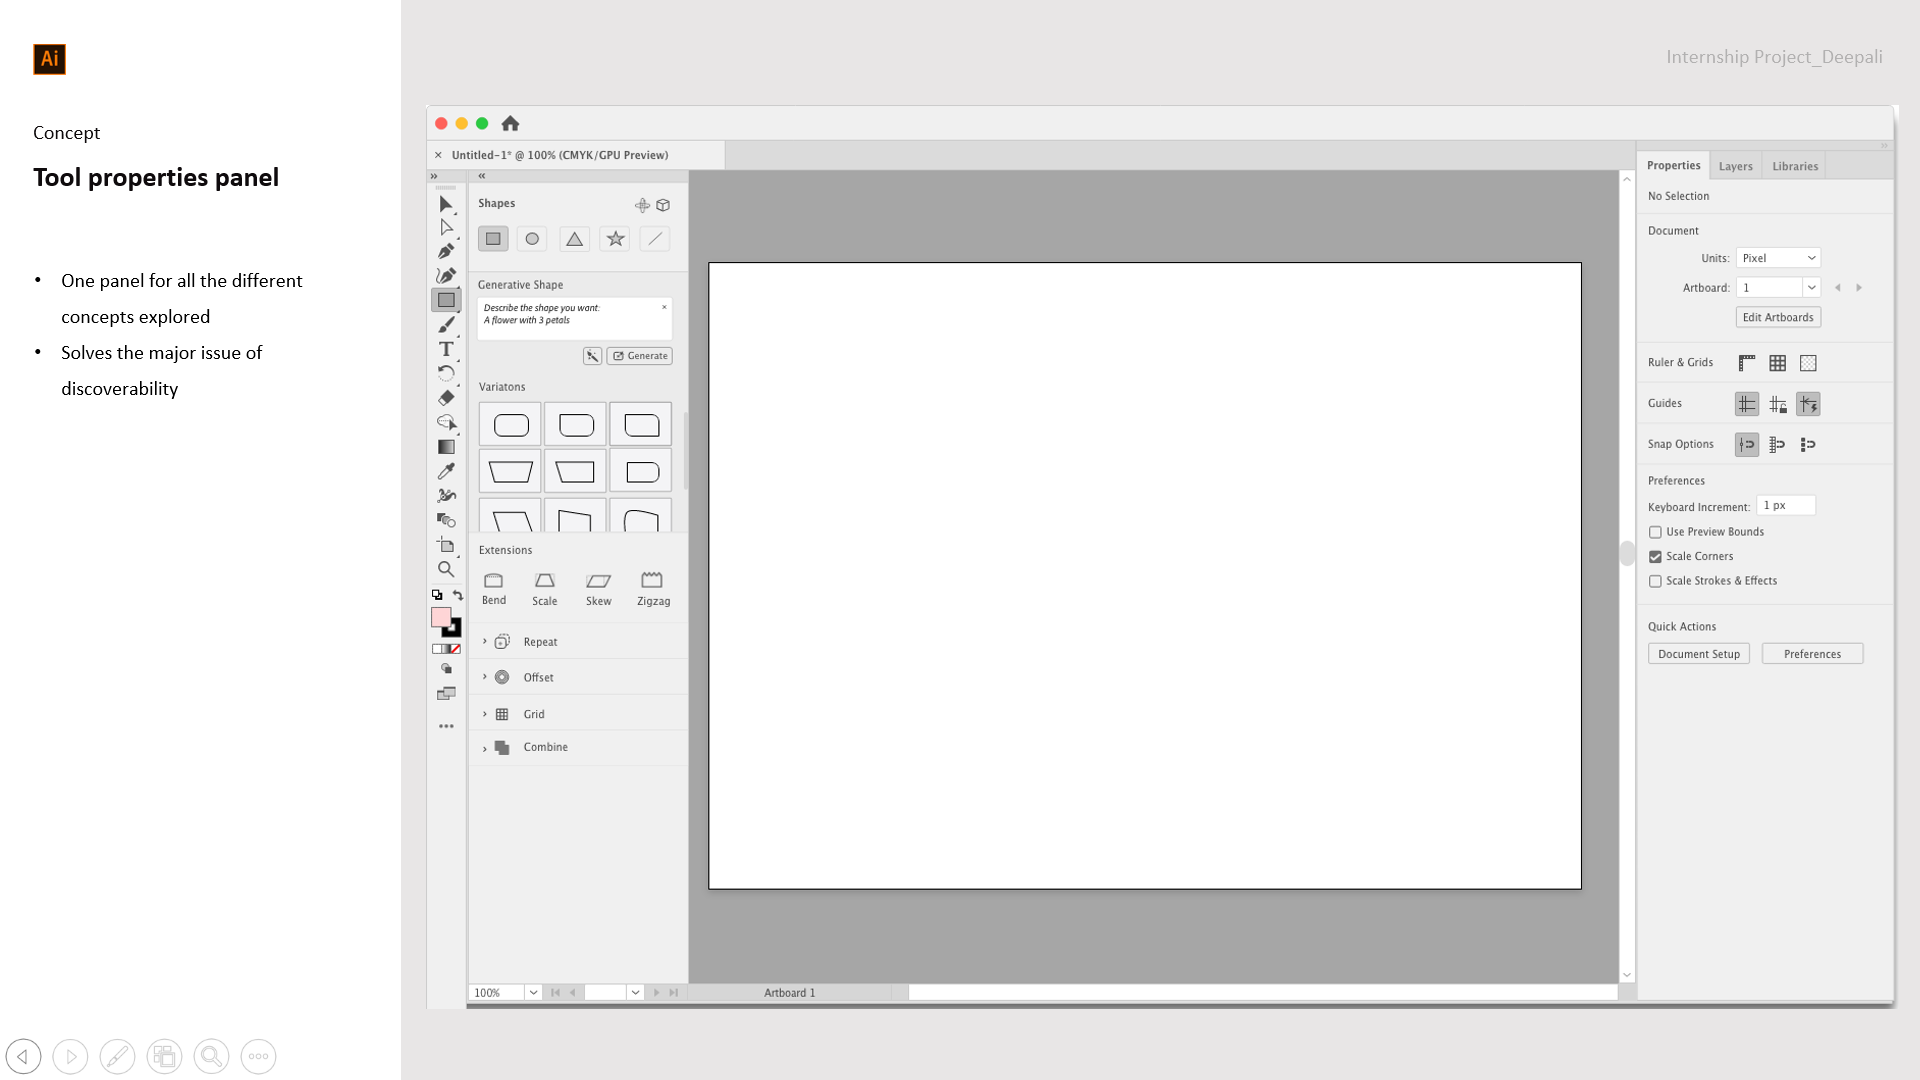 Ai
Concept
Tool properties panel
• One panel for all the different
concepts explored
• Solves the major issue of
discoverability
Internship Project_Deepali
× Untitled-1* @ 100% (CMYK/GPU Preview)
Shapes
Generative Shape
Describe the shape you want:
A flower with 3 petals
Generate
Variatons
Extensions
Bend Scale Skew Zigzag
Repeat
Offset
Grid
Combine
T
100%
Artboard 1
Properties Layers Libraries
No Selection
Document
Units: Pixel
Artboard: 1
Edit Artboards
Ruler & Grids
Guides
Snap Options
Preferences
Keyboard Increment: 1 px
Use Preview Bounds
Scale Corners
Scale Strokes & Effects
Quick Actions
Document Setup Preferences